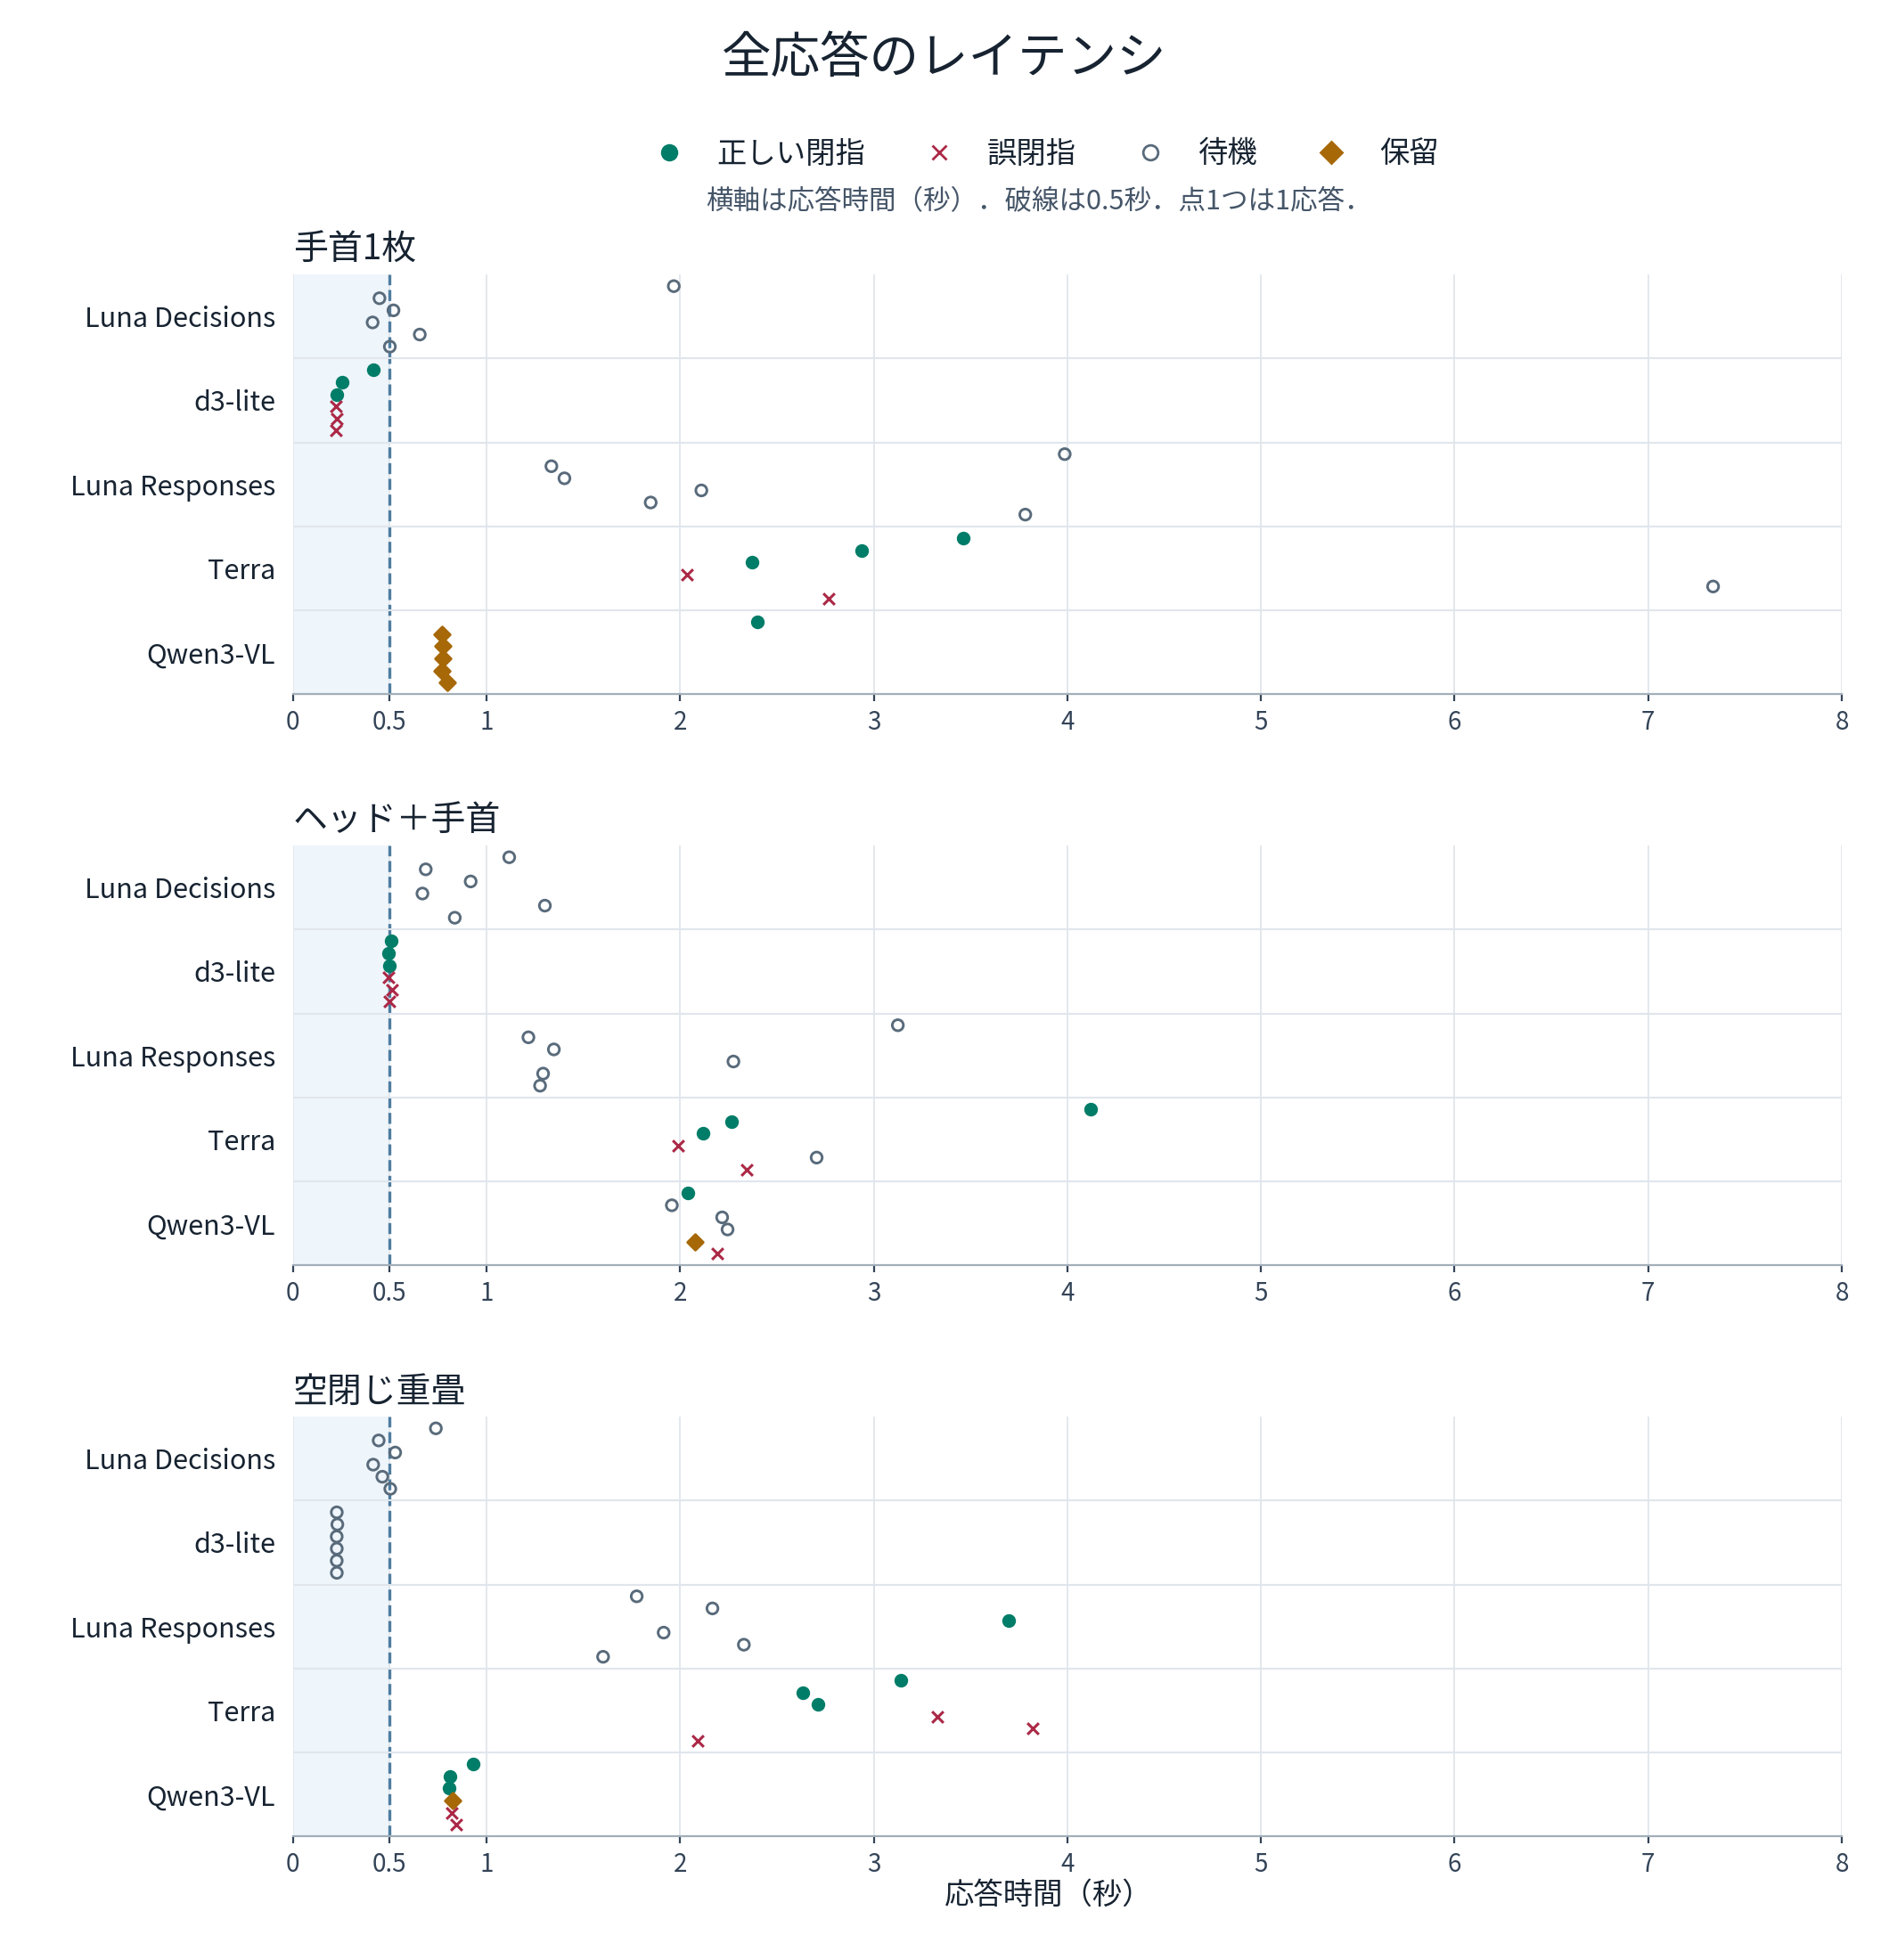 全応答のレイテンシ
正しい閉指 誤閉指 待機 保留
横軸は応答時間（秒）．破線は0.5秒．点1つは1応答．
手首1枚
Luna Decisions
d3-lite
Luna Responses
Terra
Qwen3-VL
0 0.5 1 2 3 4 5 6 7 8
ヘッド＋手首
Luna Decisions
d3-lite
Luna Responses
Terra
Qwen3-VL
0 0.5 1 2 3 4 5 6 7 8
空閉じ重畳
Luna Decisions
d3-lite
Luna Responses
Terra
Qwen3-VL
0 0.5 1 2 3 4 5 6 7 8
応答時間（秒）